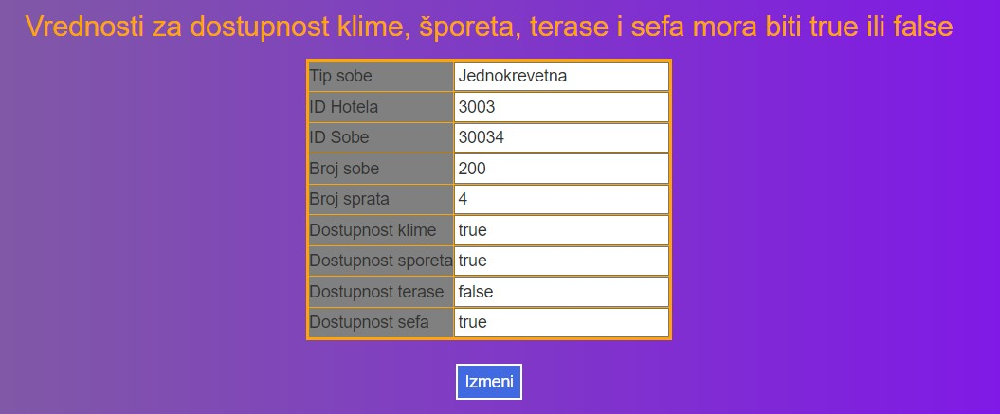 Vrednosti za dostupnost klime, šporeta, terase i sefa mora biti true ili false
Tip sobe Jednokrevetna
ID Hotela 3003
ID Sobe 30034
Broj sobe 200
Broj sprata 4
Dostupnost klime true
Dostupnost sporeta true
Dostupnost terase false
Dostupnost sefa true
Izmeni